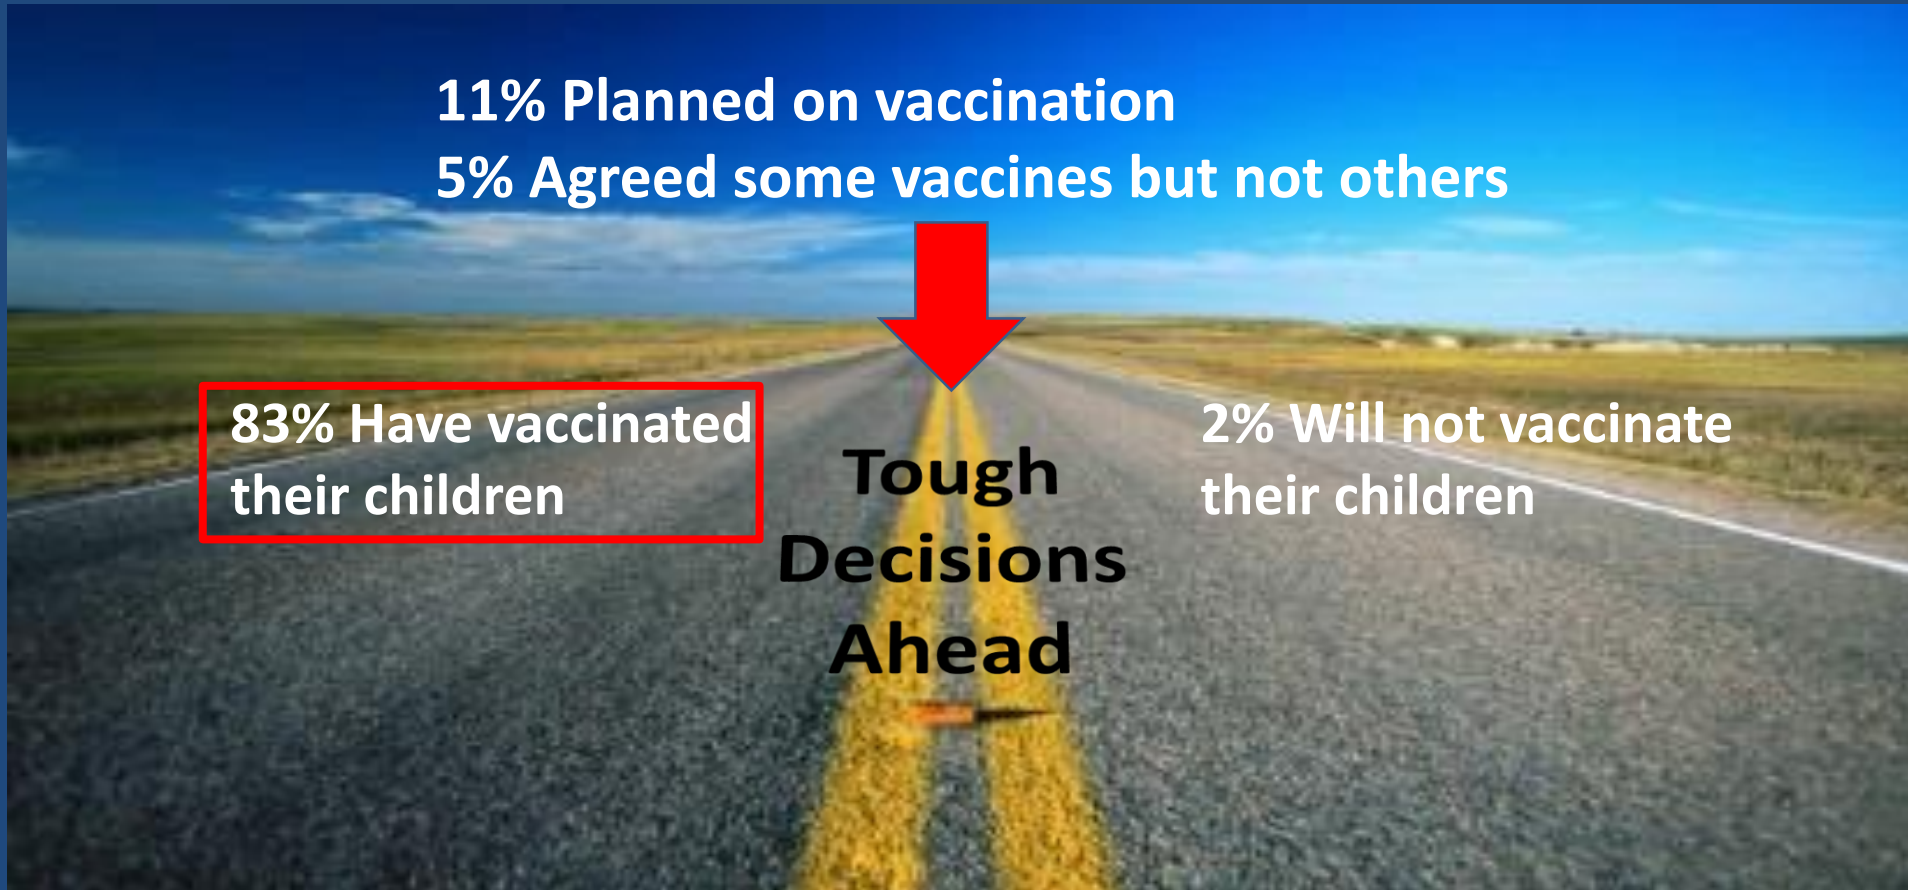 11% Planned on vaccination
5% Agreed some vaccines but not others
83% Have vaccinated
their children
2% Will not vaccinate
their children
Tough
Decisions
Ahead